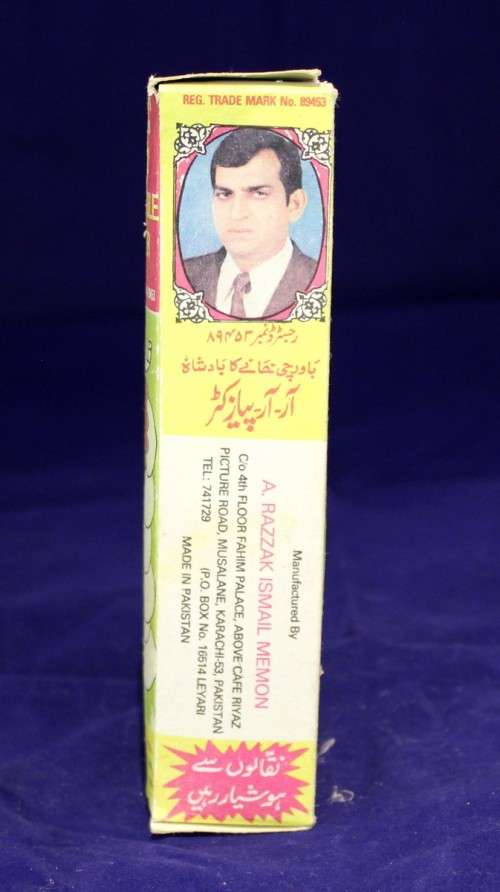 REG. TRADE MARK No. 89453
رجسٹرڈ نمبر ۸۹۴۵۳
باورچی خانے کا بادشاہ
آر-آر-پیاز کٹر
Manufactured By
A. RAZZAK ISMAIL MEMON
C/o 4th FLOOR FAHIM PALACE, ABOVE CAFE RIYAZ
PICTURE ROAD, MUSALANE, KARACHI-53, PAKISTAN
TEL: 741729 (P.O. BOX No. 16514 LEYARI
MADE IN PAKISTAN
نقالوں سے
ہوشیار رہیں